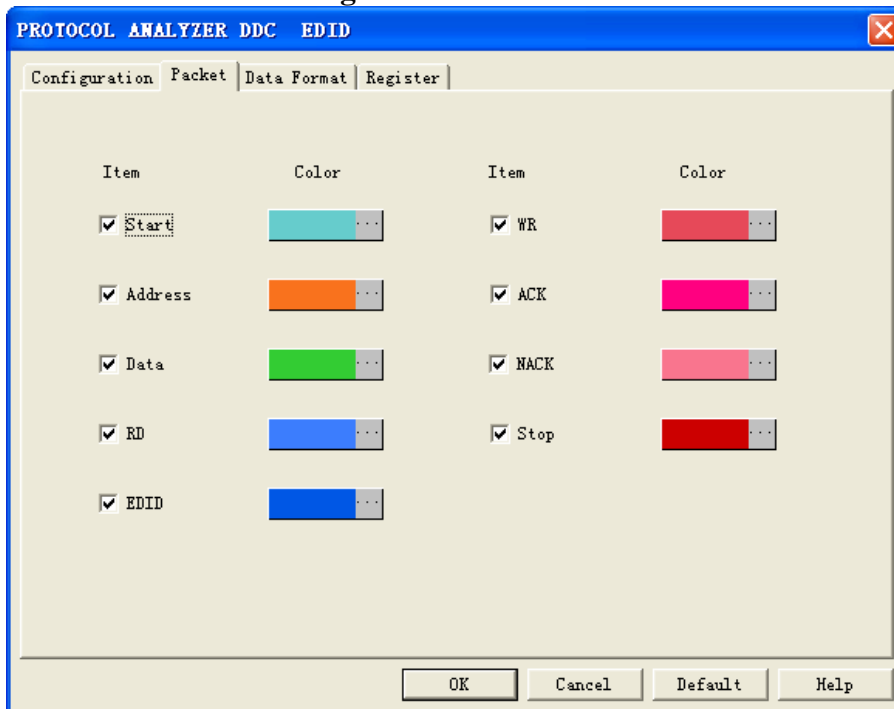 PROTOCOL ANALYZER DDC EDID
Configuration Packet Data Format Register
Item Color Item Color
Start ... WR ...
Address ... ACK ...
Data ... NACK ...
RD ... Stop ...
EDID ...
OK Cancel Default Help